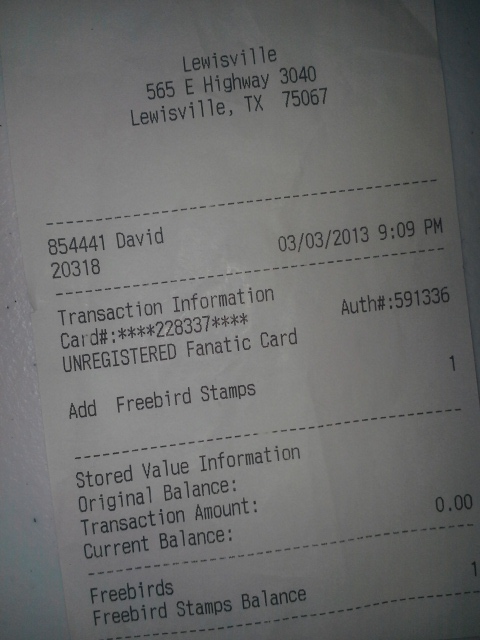 Lewisville
565 E Highway 3040
Lewisville, TX 75067
854441 David
20318 03/03/2013 9:09 PM
Transaction Information
Card#:****228337**** Auth#:591336
UNREGISTERED Fanatic Card
Add Freebird Stamps 1
Stored Value Information
Original Balance:
Transaction Amount:
Current Balance: 0.00
Freebirds
Freebird Stamps Balance 1